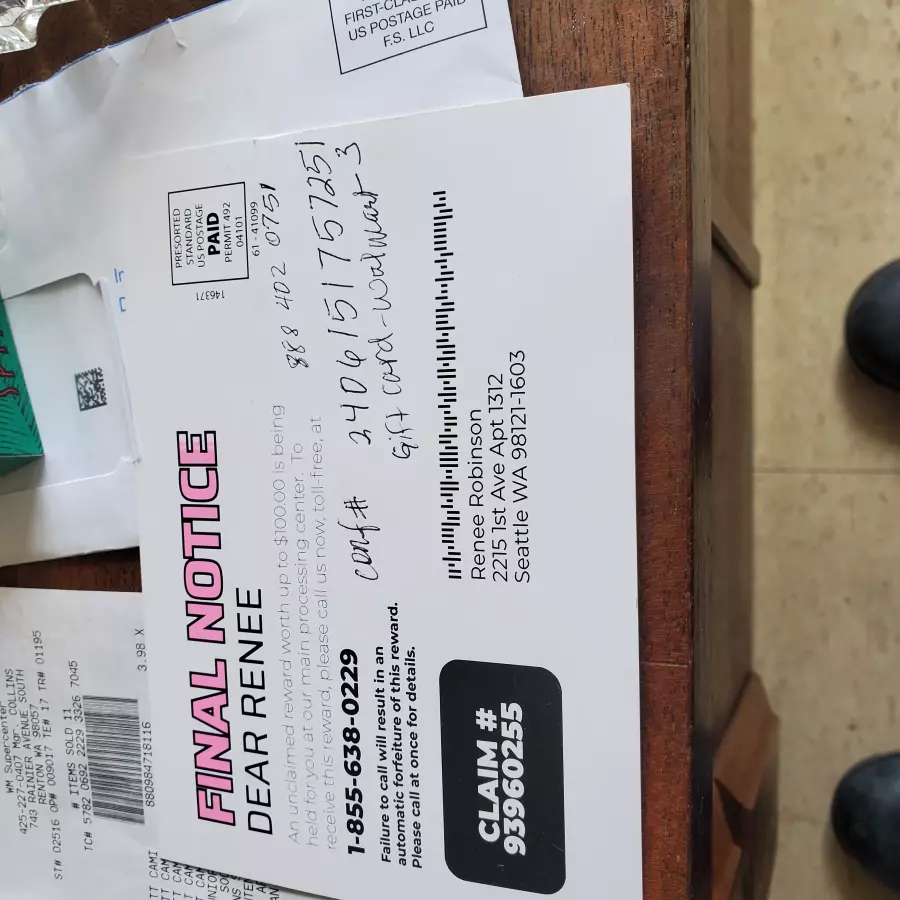 FIRST-CLA
US POSTAGE PAID
F.S. LLC
PRESORTED
STANDARD
US POSTAGE
PAID
PERMIT 492
04101
61 - 41099
146371
FINAL NOTICE
DEAR RENEE
An unclaimed reward worth up to $100.00 is being
held for you at our main processing center. To
receive this reward, please call us now, toll-free, at
1-855-638-0229
Failure to call will result in an
automatic forfeiture of this reward.
Please call at once for details.
888 402 0751
conf# 2406151757251
Gift card-Walmart-3
CLAIM #
93960255
Renee Robinson
2215 1st Ave Apt 1312
Seattle WA 98121-1603
WM Supercenter
425-227-0407 Mgr. COLLINS
743 RAINIER AVENUE SOUTH
RENTON WA 98057
ST# 02516 OP# 009017 TE# 17 TR# 01195
# ITEMS SOLD 11
TC# 5782 0692 2229 3326 7045
880984718116 3.98 X